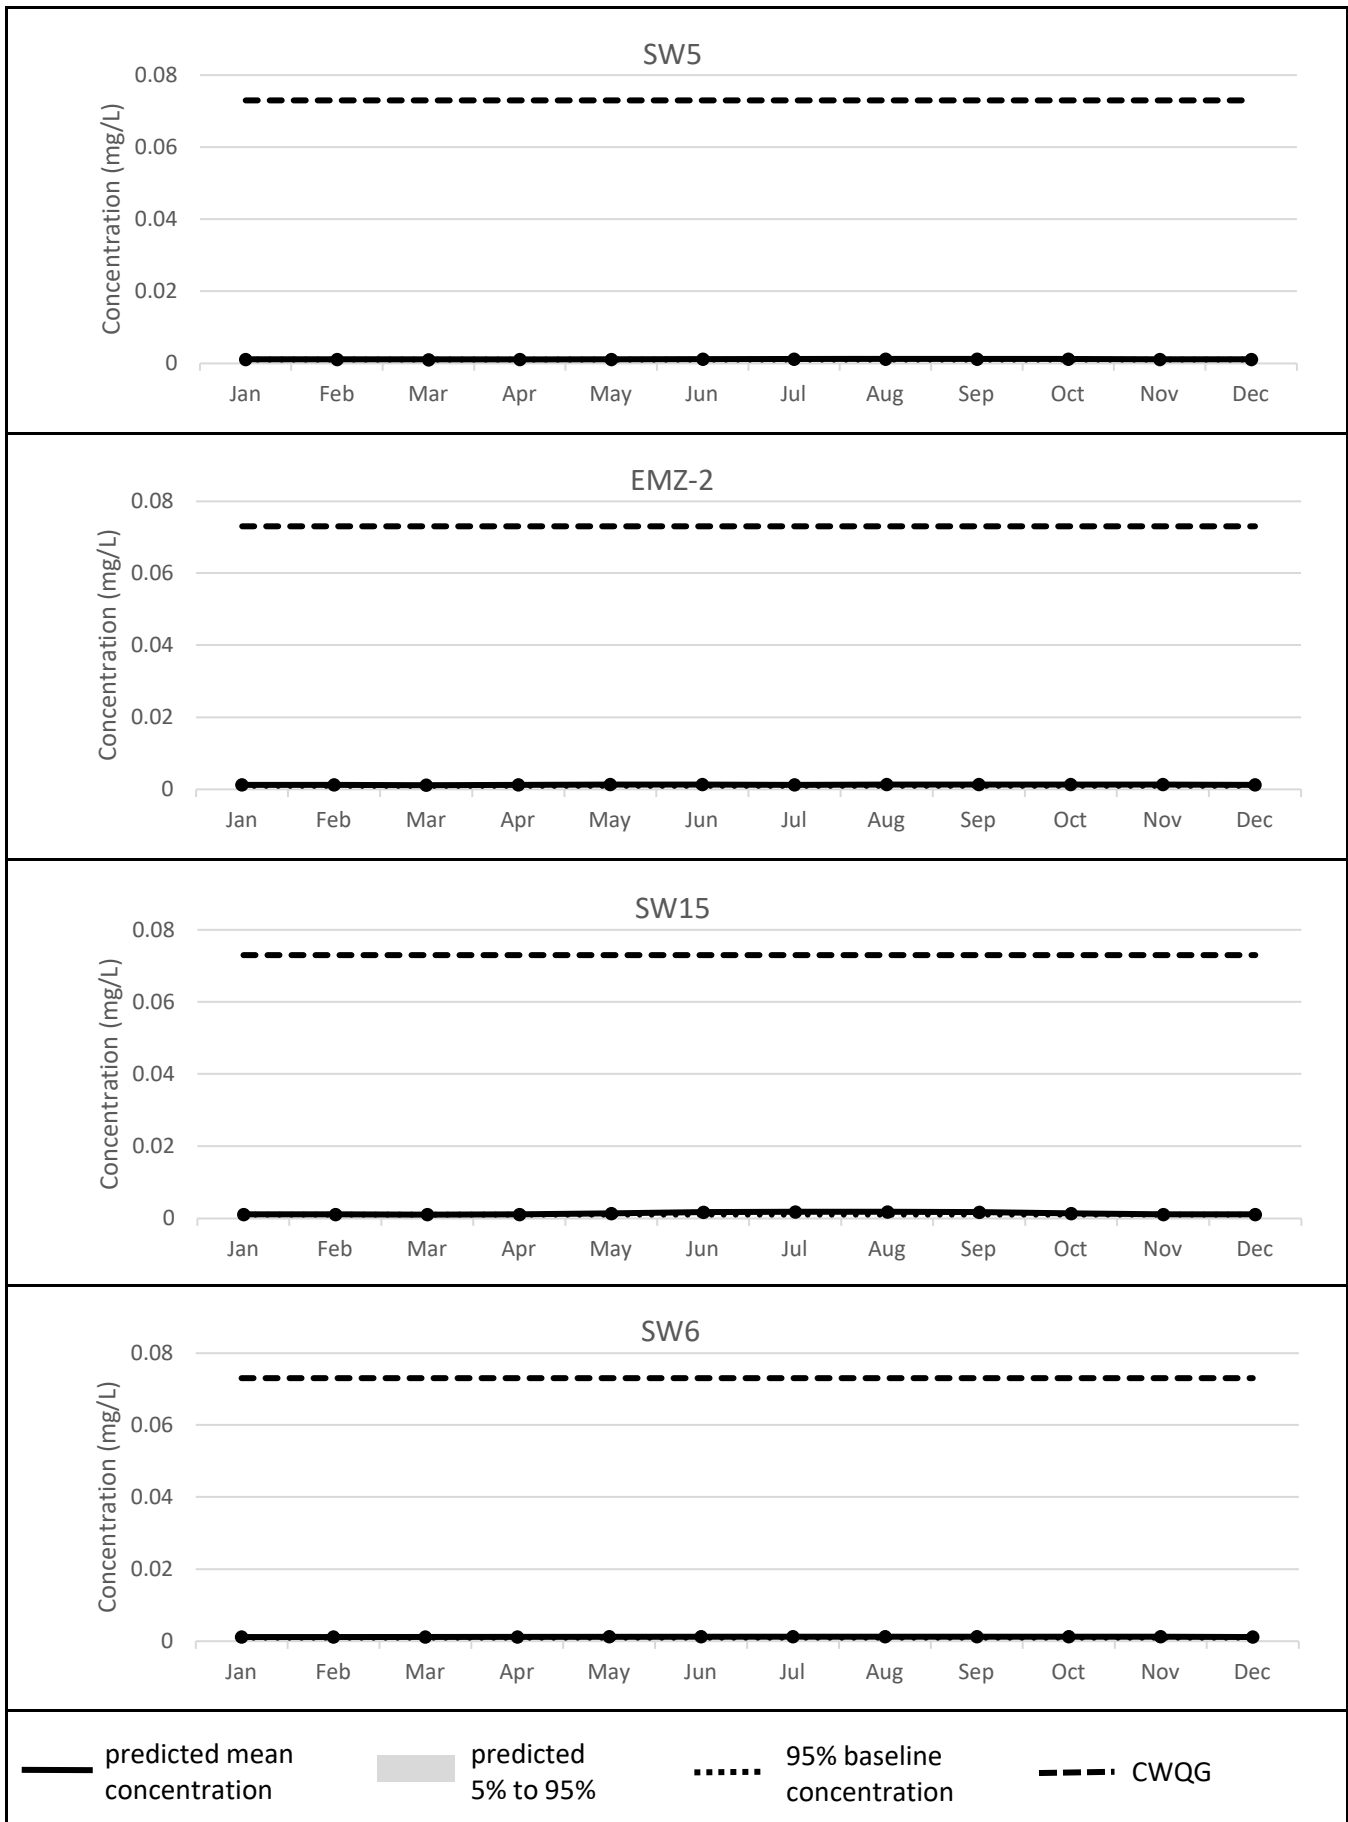 SW5
Concentration (mg/L)
0.08
0.06
0.04
0.02
0
Jan Feb Mar Apr May Jun Jul Aug Sep Oct Nov Dec
EMZ-2
Concentration (mg/L)
0.08
0.06
0.04
0.02
0
Jan Feb Mar Apr May Jun Jul Aug Sep Oct Nov Dec
SW15
Concentration (mg/L)
0.08
0.06
0.04
0.02
0
Jan Feb Mar Apr May Jun Jul Aug Sep Oct Nov Dec
SW6
Concentration (mg/L)
0.08
0.06
0.04
0.02
0
Jan Feb Mar Apr May Jun Jul Aug Sep Oct Nov Dec
predicted mean
concentration
predicted
5% to 95%
95% baseline
concentration
CWQG